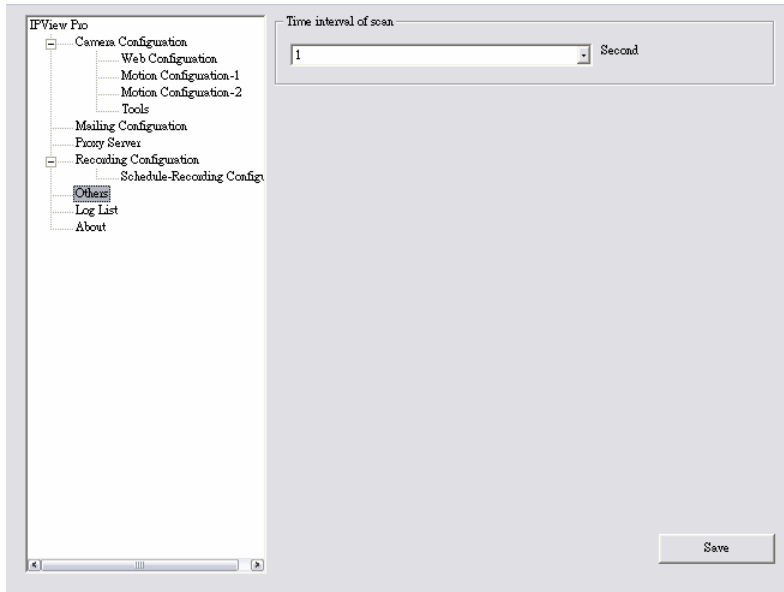 IPView Pro
Camera Configuration
Web Configuration
Motion Configuration-1
Motion Configuration-2
Tools
Mailing Configuration
Proxy Server
Recording Configuration
Schedule-Recording Configu
Others
Log List
About
Time interval of scan
1
Second
Save